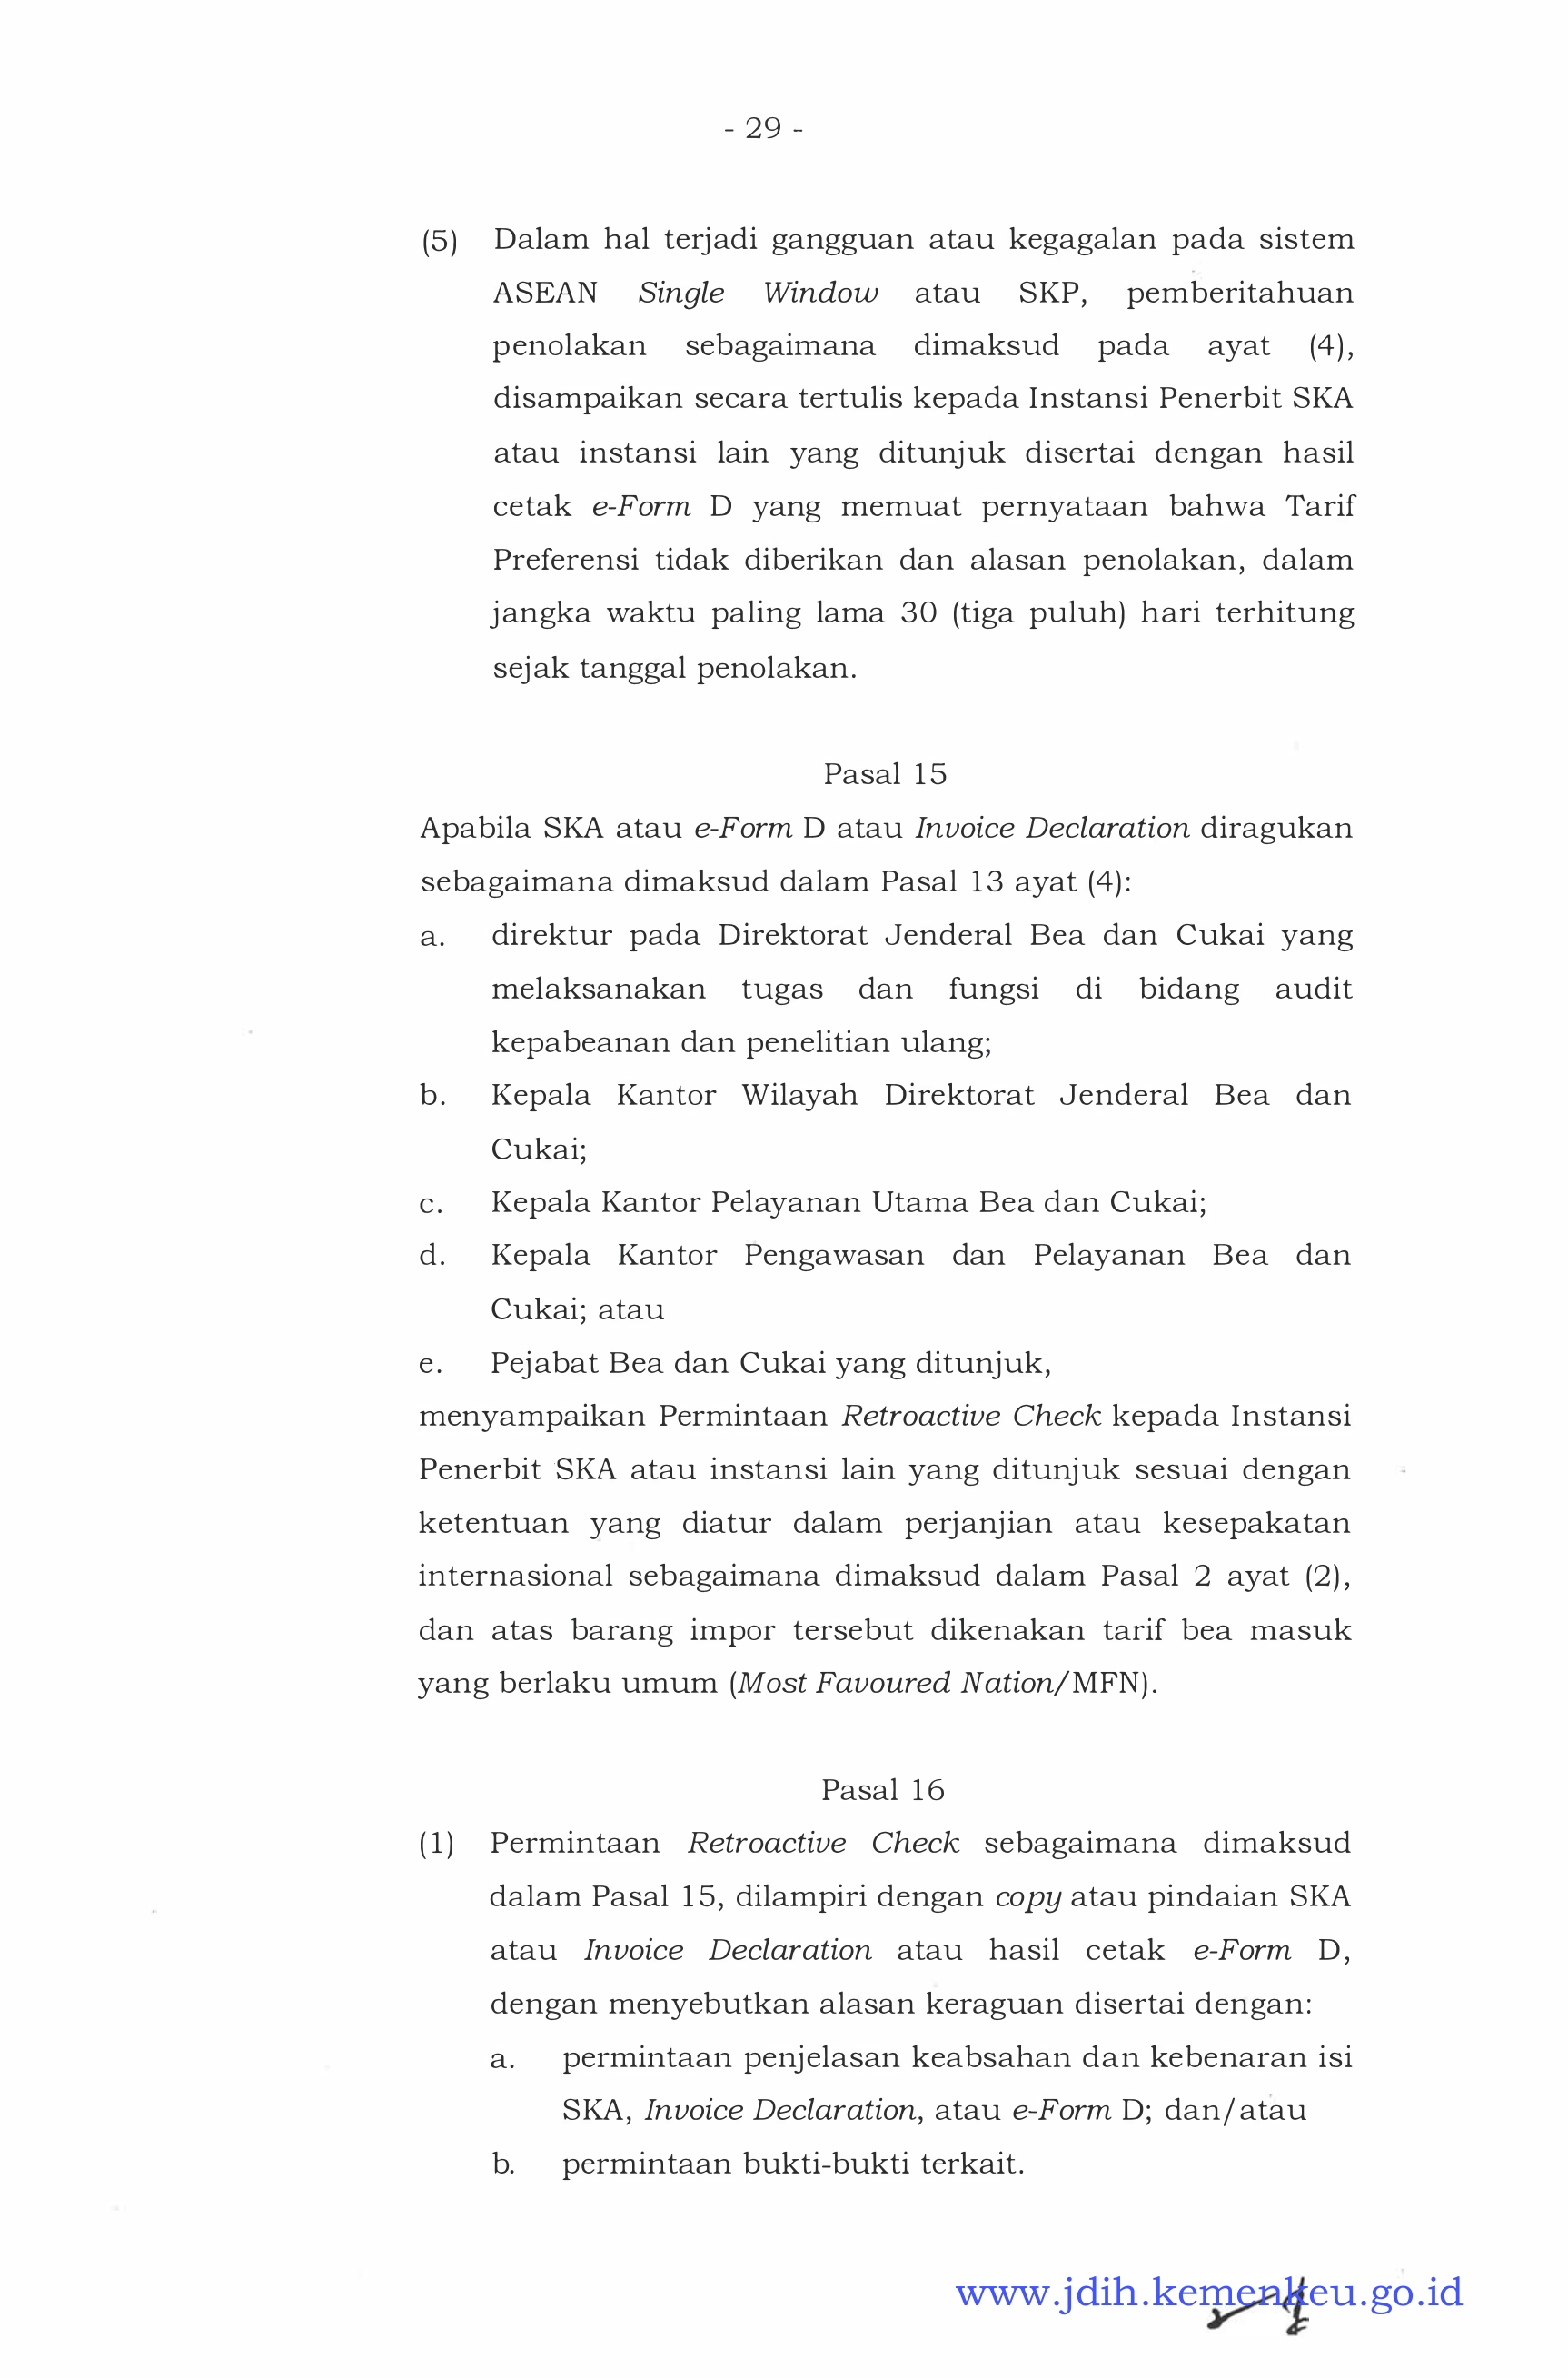 - 29 -
(5) Dalam hal terjadi gangguan atau kegagalan pada sistem
ASEAN Single Window atau SKP, pemberitahuan
penolakan sebagaimana dimaksud pada ayat (4),
disampaikan secara tertulis kepada Instansi Penerbit SKA
atau instansi lain yang ditunjuk disertai dengan hasil
cetak e-Form D yang memuat pernyataan bahwa Tarif
Preferensi tidak diberikan dan alasan penolakan, dalam
jangka waktu paling lama 30 (tiga puluh) hari terhitung
sejak tanggal penolakan.
Pasal 15
Apabila SKA atau e-Form D atau Invoice Declaration diragukan
sebagaimana dimaksud dalam Pasal 13 ayat (4):
a. direktur pada Direktorat Jenderal Bea dan Cukai yang
melaksanakan tugas dan fungsi di bidang audit
kepabeanan dan penelitian ulang;
b. Kepala Kantor Wilayah Direktorat Jenderal Bea dan
Cukai;
c. Kepala Kantor Pelayanan Utama Bea dan Cukai;
d. Kepala Kantor Pengawasan dan Pelayanan Bea dan
Cukai; atau
e. Pejabat Bea dan Cukai yang ditunjuk,
menyampaikan Permintaan Retroactive Check kepada Instansi
Penerbit SKA atau instansi lain yang ditunjuk sesuai dengan
ketentuan yang diatur dalam perjanjian atau kesepakatan
internasional sebagaimana dimaksud dalam Pasal 2 ayat (2),
dan atas barang impor tersebut dikenakan tarif bea masuk
yang berlaku umum (Most Favoured Nation/MFN).
Pasal 16
(1) Permintaan Retroactive Check sebagaimana dimaksud
dalam Pasal 15, dilampiri dengan copy atau pindaian SKA
atau Invoice Declaration atau hasil cetak e-Form D,
dengan menyebutkan alasan keraguan disertai dengan:
a. permintaan penjelasan keabsahan dan kebenaran isi
SKA, Invoice Declaration, atau e-Form D; dan/atau
b. permintaan bukti-bukti terkait.
www.jdih.kemenkeu.go.id